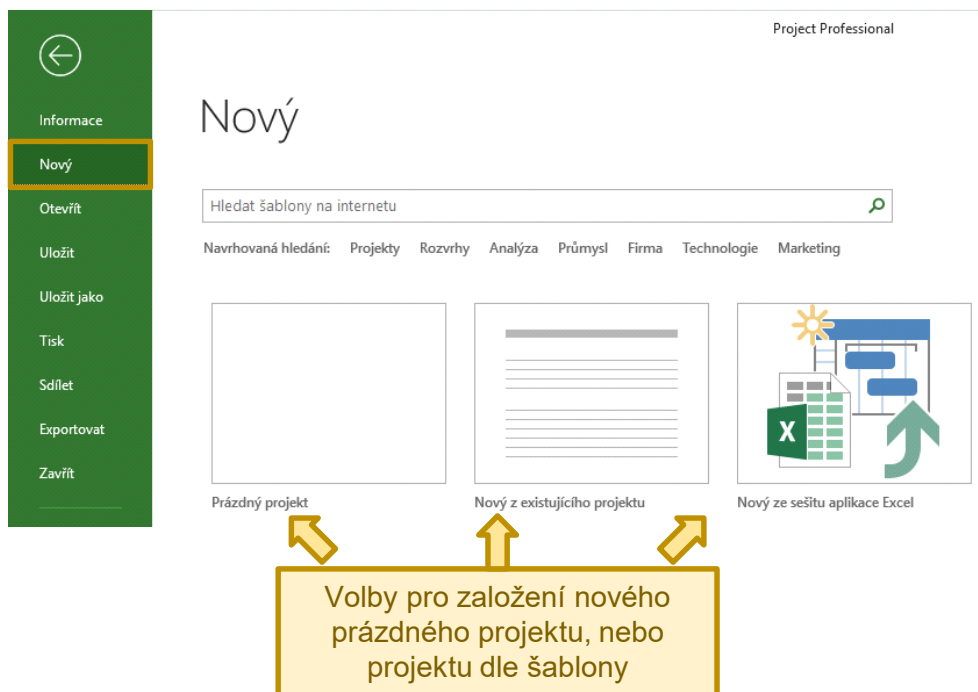 Project Professional
Informace
Nový
Otevřít
Uložit
Uložit jako
Tisk
Sdílet
Exportovat
Zavřít
Nový
Hledat šablony na internetu
Navrhovaná hledání: Projekty Rozvrhy Analýza Průmysl Firma Technologie Marketing
X
Prázdný projekt
Nový z existujícího projektu
Nový ze sešitu aplikace Excel
Volby pro založení nového
prázdného projektu, nebo
projektu dle šablony